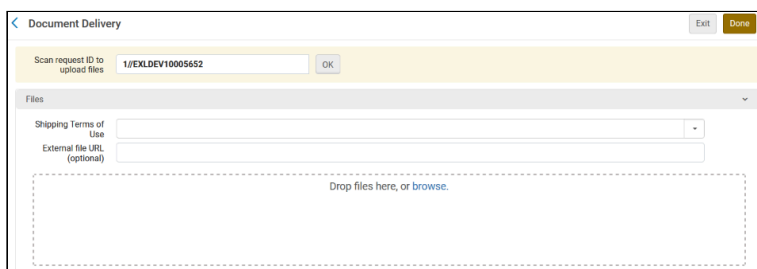 Document Delivery
Exit
Done
Scan request ID to
upload files
1//EXLDEV10005652
OK
Files
Shipping Terms of
Use
External file URL
(optional)
Drop files here, or browse.